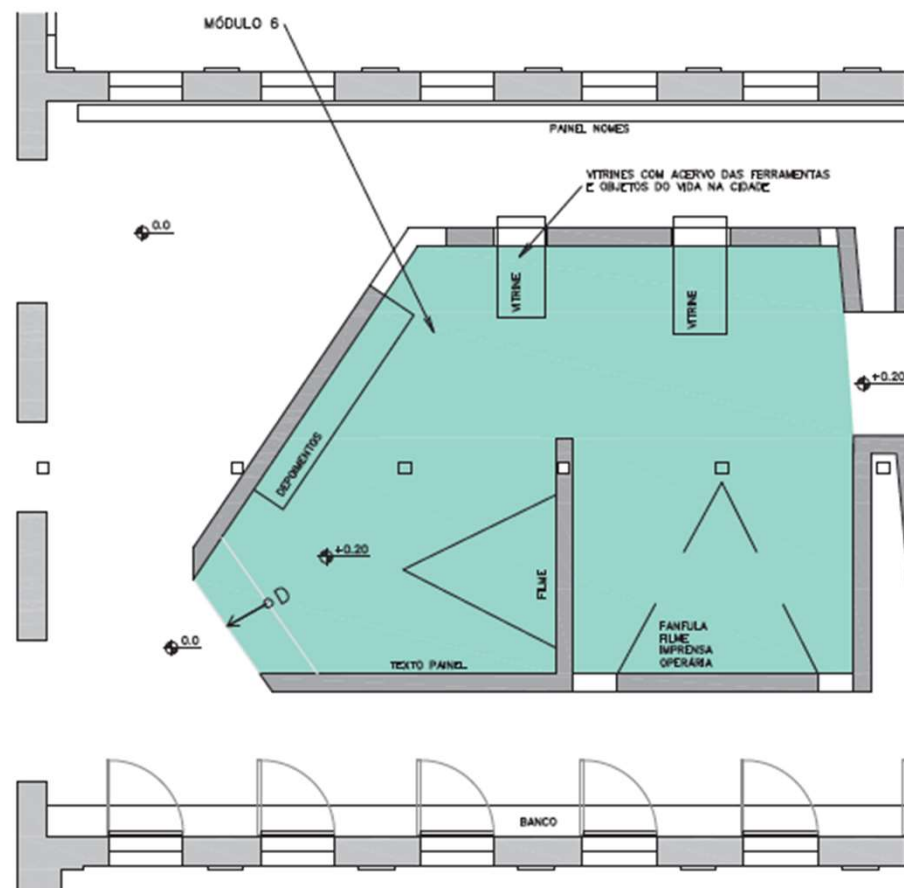 MÓDULO 6
PAINEL NOMES
VITRINES COM ACERVO DAS FERRAMENTAS
E OBJETOS DO VIDA NA CIDADE
0.0
VITRINE
VITRINE
+0.20
DEPOIMENTOS
+0.20
FILME
D
0.0
FANFULA
FILME
IMPRENSA
OPERÁRIA
TEXTO PAINEL
BANCO